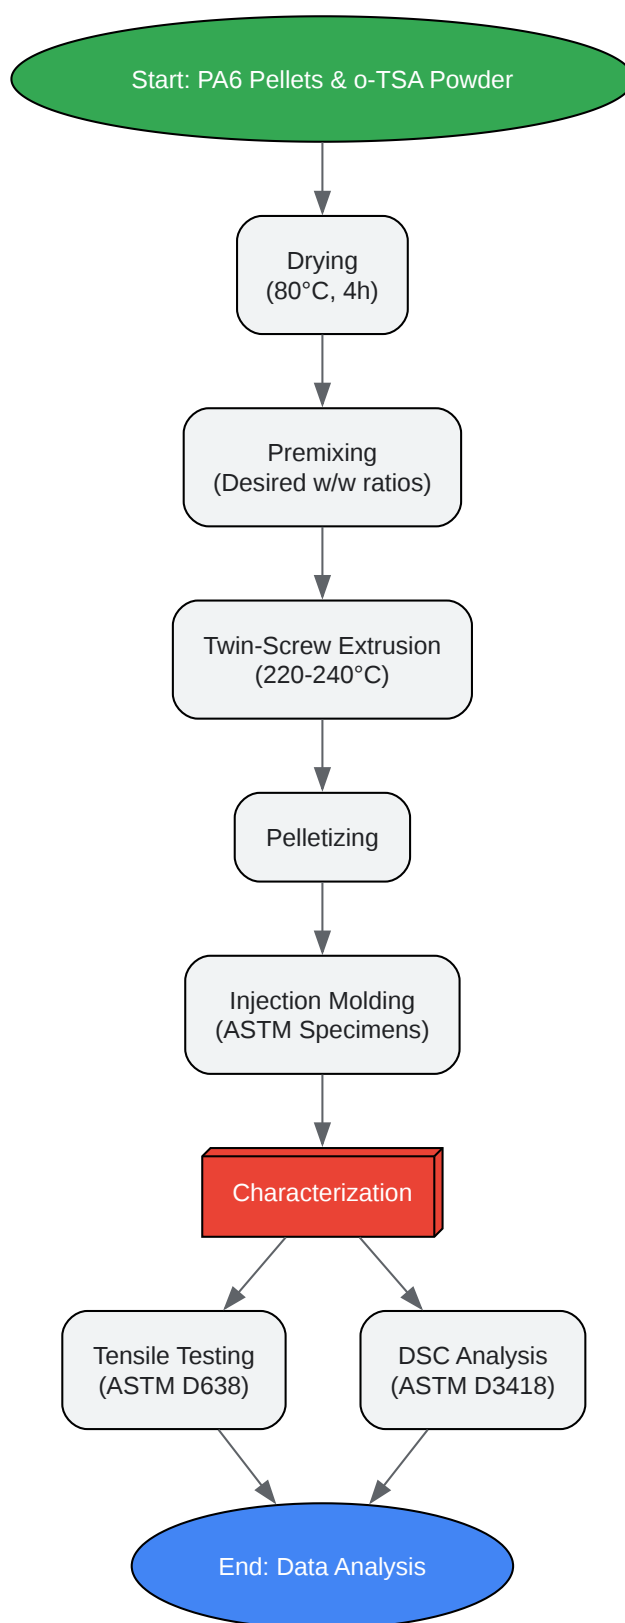 Start: PA6 Pellets & o-TSA Powder
Drying
(80°C, 4h)
Premixing
(Desired w/w ratios)
Twin-Screw Extrusion
(220-240°C)
Pelletizing
Injection Molding
(ASTM Specimens)
Characterization
Tensile Testing
(ASTM D638)
DSC Analysis
(ASTM D3418)
End: Data Analysis